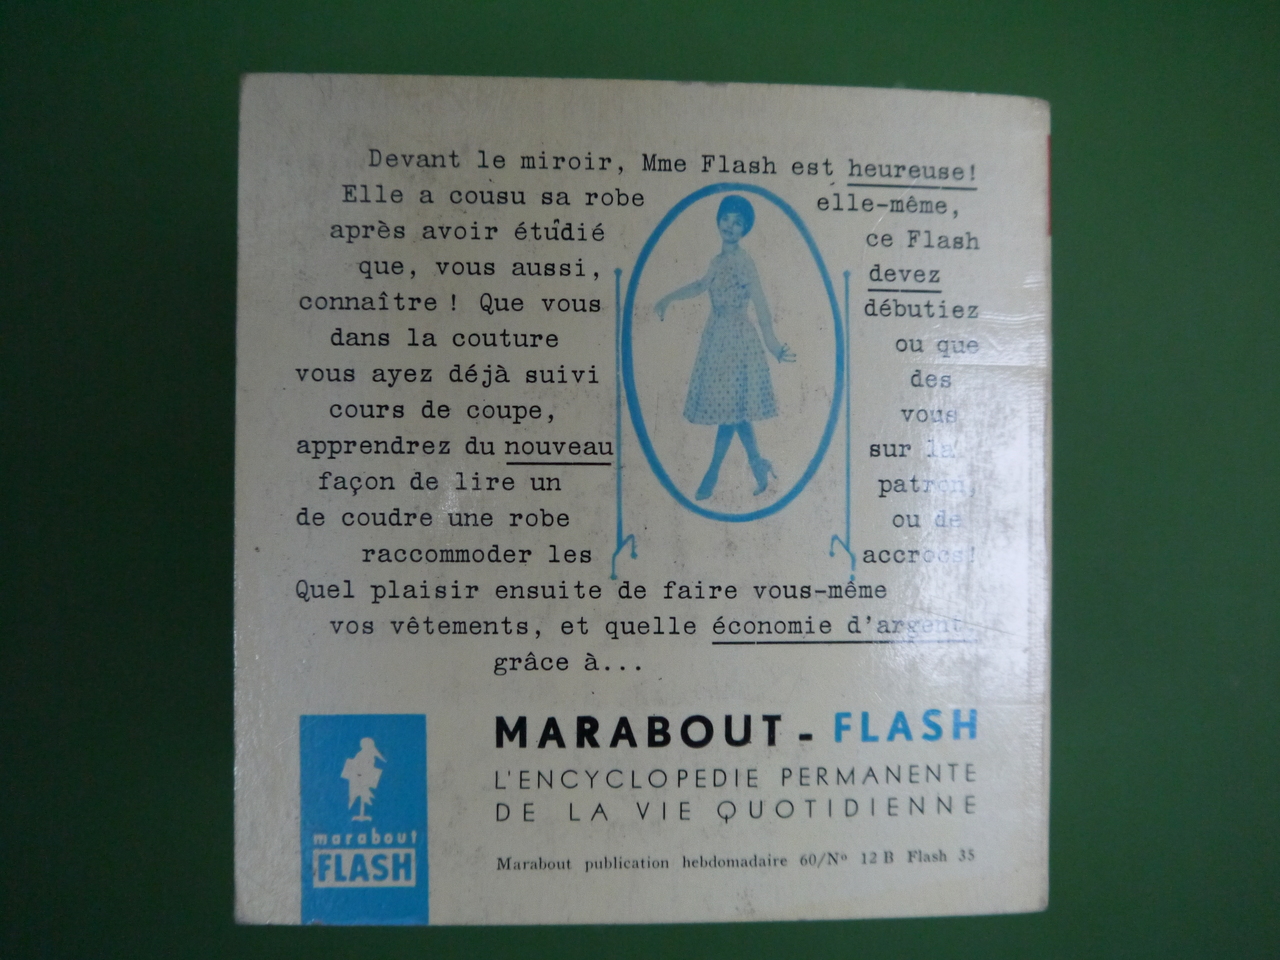 Devant le miroir, Mme Flash est heureuse!
Elle a cousu sa robe elle-même,
après avoir étudié ce Flash
que, vous aussi, devez
connaître ! Que vous débutiez
dans la couture ou que
vous ayez déjà suivi des
cours de coupe, vous
apprendrez du nouveau sur la
façon de lire un patron,
de coudre une robe ou de
raccommoder les accrocs!
Quel plaisir ensuite de faire vous-même
vos vêtements, et quelle économie d'argent
grâce à...
MARABOUT - FLASH
L'ENCYCLOPEDIE PERMANENTE
DE LA VIE QUOTIDIENNE
marabout
FLASH
Marabout publication hebdomadaire 60/Nº 12 B Flash 35